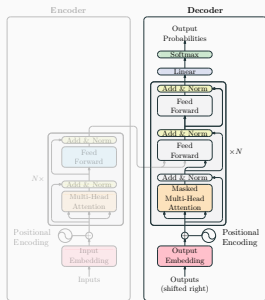 Encoder
Decoder
Output
Probabilities
Softmax
Linear
Add & Norm
Feed
Forward
Add & Norm
Feed
Forward
×N
Add & Norm
Masked
Multi-Head
Attention
Positional
Encoding
Output
Embedding
Outputs
(shifted right)
Add & Norm
Feed
Forward
N×
Add & Norm
Multi-Head
Attention
Positional
Encoding
Input
Embedding
Inputs